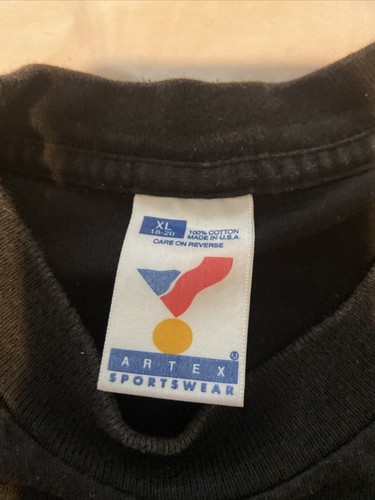 XL
18-20
100% COTTON
MADE IN U.S.A.
CARE ON REVERSE
®
ARTEX
SPORTSWEAR